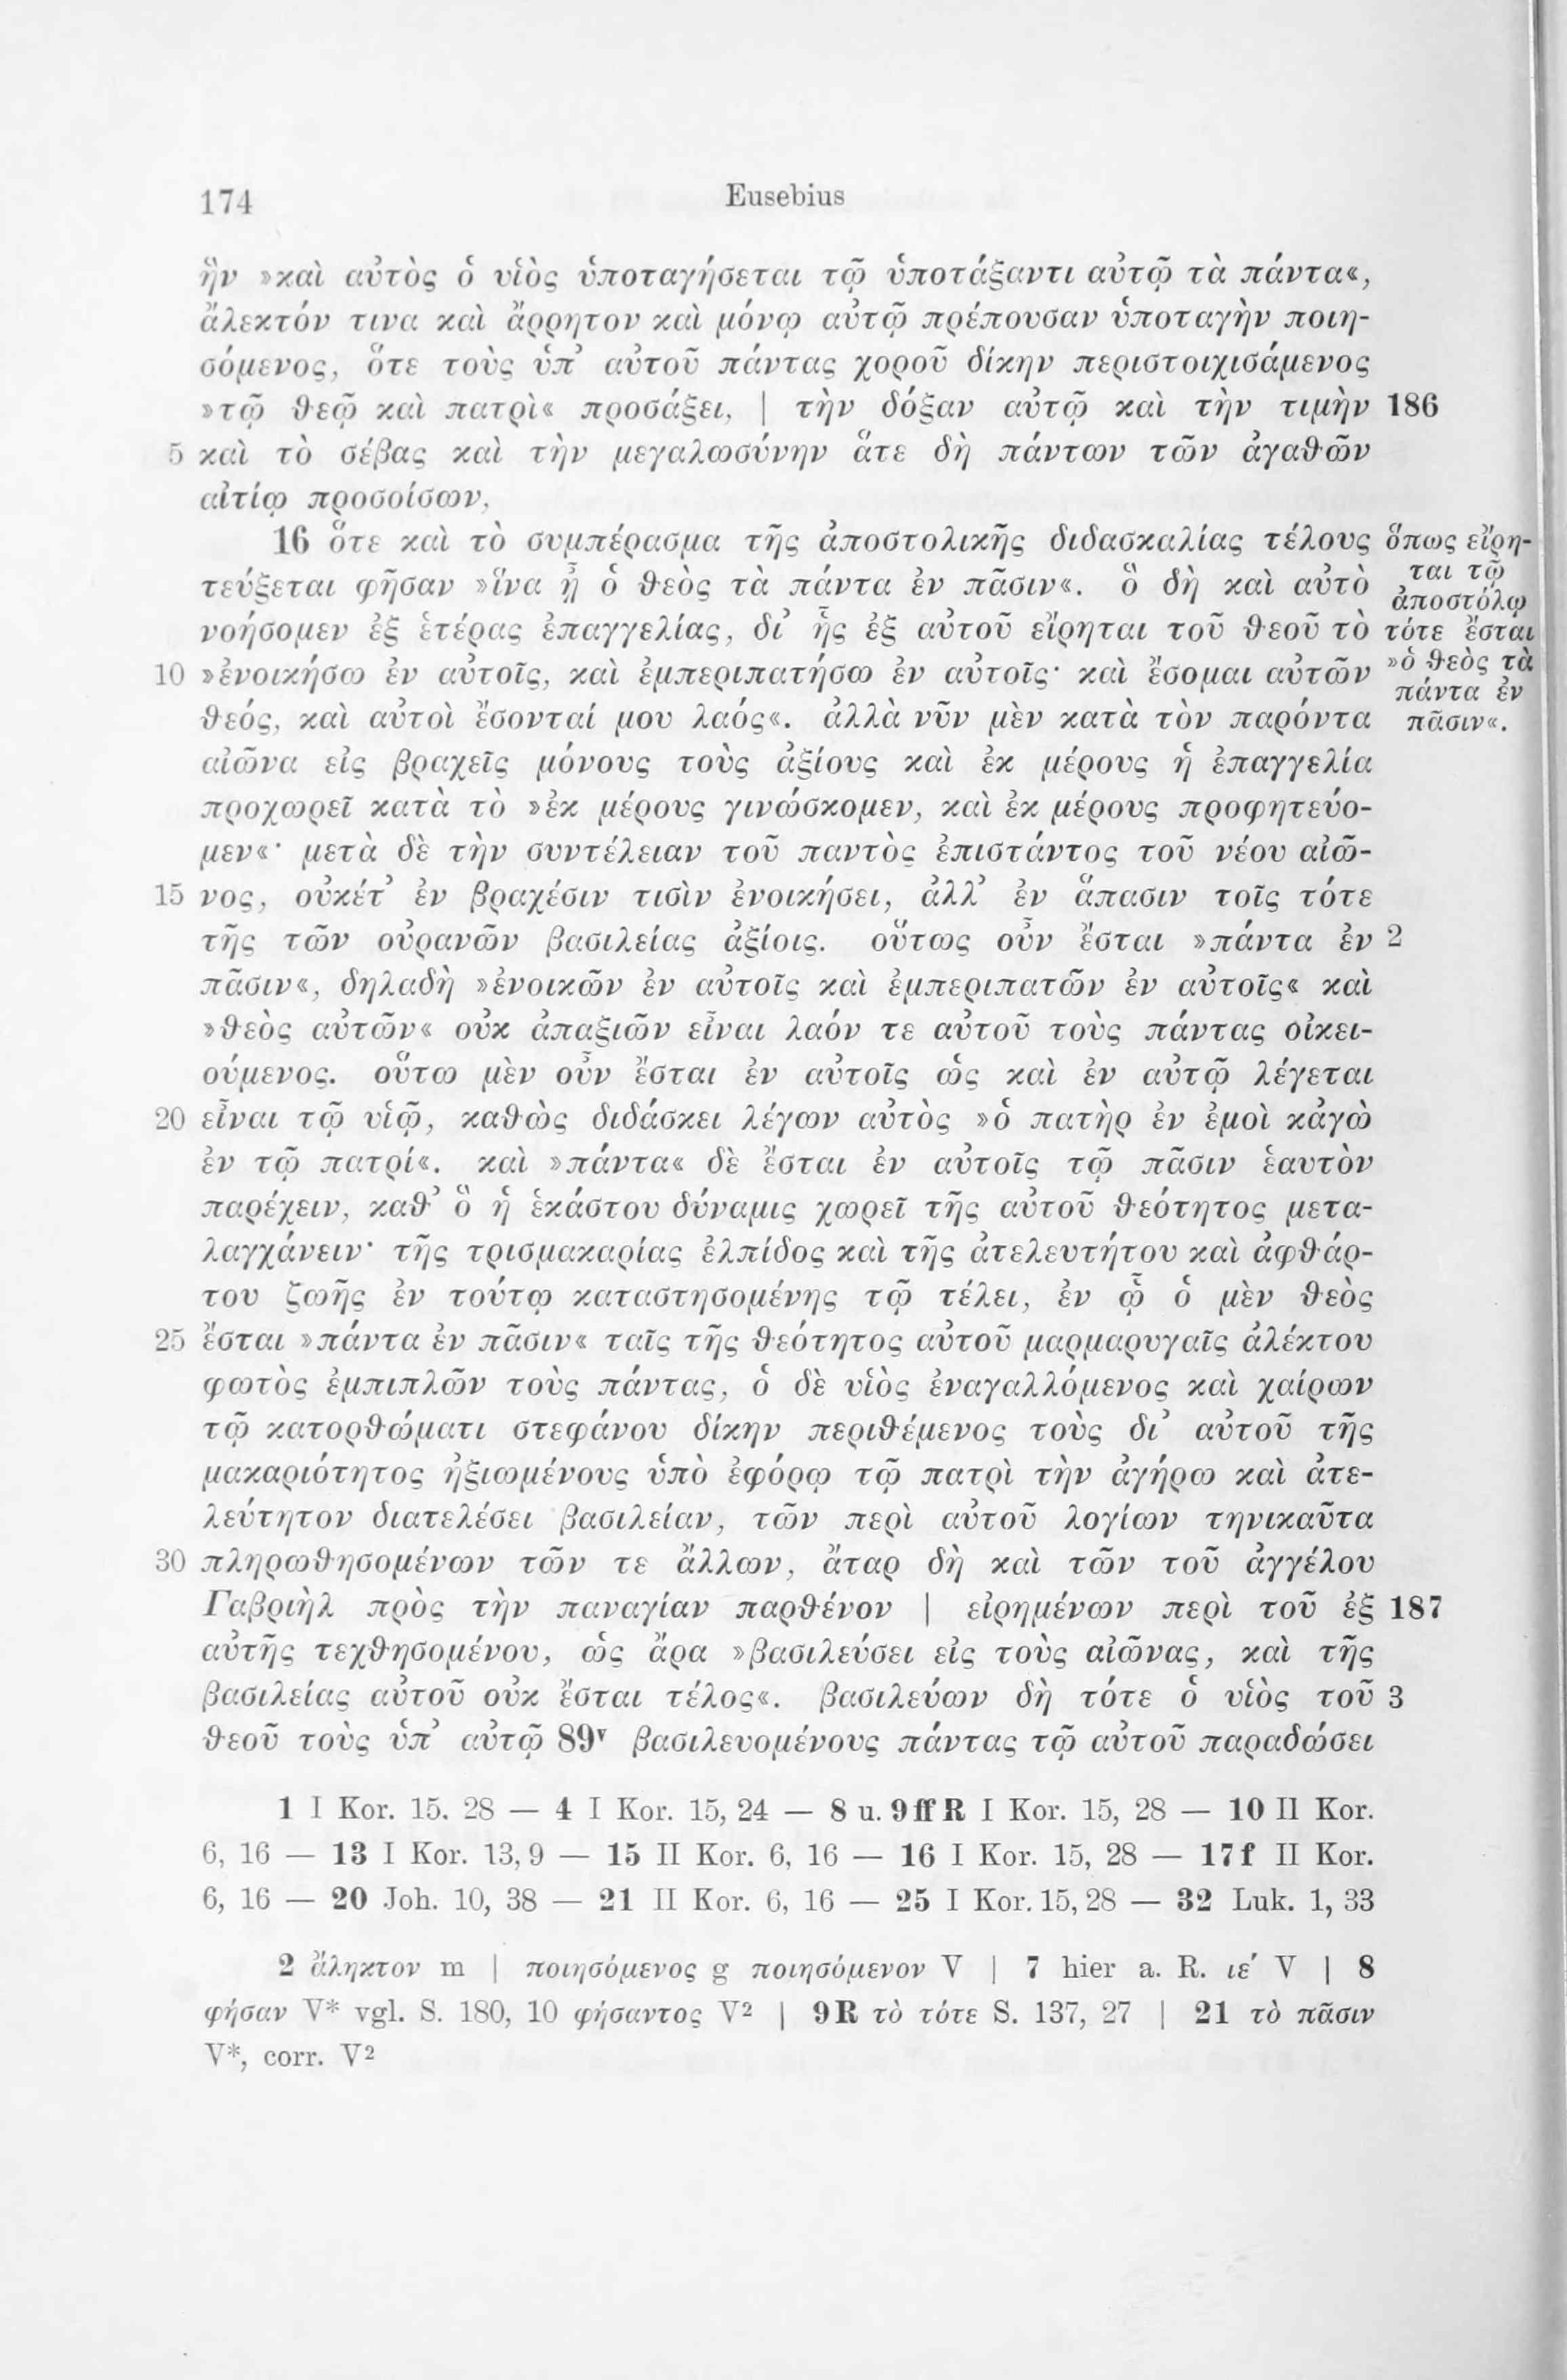 174
Eusebius
ἣν »καὶ αὐτὸς ὁ υἱὸς ὑποταγήσεται τῷ ὑποτάξαντι αὐτῷ τὰ πάντα«,
ἄλεκτόν τινα καὶ ἄρρητον καὶ μόνῳ αὐτῷ πρέπουσαν ὑποταγὴν ποιη-
σόμενος, ὅτε τοὺς ὑπ’ αὐτοῦ πάντας χοροῦ δίκην περιστοιχισάμενος
»τῷ θεῷ καὶ πατρὶ« προσάξει, | τὴν δόξαν αὐτῷ καὶ τὴν τιμὴν 186
5 καὶ τὸ σέβας καὶ τὴν μεγαλωσύνην ἅτε δὴ πάντων τῶν ἀγαθῶν
αἰτίῳ προσοίσων,
16 ὅτε καὶ τὸ συμπέρασμα τῆς ἀποστολικῆς διδασκαλίας τέλους
τεύξεται φῆσαν »ἵνα ᾖ ὁ θεὸς τὰ πάντα ἐν πᾶσιν«. ὃ δὴ καὶ αὐτὸ
νοήσομεν ἐξ ἑτέρας ἐπαγγελίας, δι’ ἧς ἐξ αὐτοῦ εἴρηται τοῦ θεοῦ τὸ
10 »ἐνοικήσω ἐν αὐτοῖς, καὶ ἐμπεριπατήσω ἐν αὐτοῖς· καὶ ἔσομαι αὐτῶν
θεός, καὶ αὐτοὶ ἔσονταί μου λαός«. ἀλλὰ νῦν μὲν κατὰ τὸν παρόντα
ὅπως εἴρη-
ται τῷ
ἀποστόλῳ
τότε ἔσται
»ὁ θεὸς τὰ
πάντα ἐν
πᾶσιν«.
αἰῶνα εἰς βραχεῖς μόνους τοὺς ἀξίους καὶ ἐκ μέρους ἡ ἐπαγγελία
προχωρεῖ κατὰ τὸ »ἐκ μέρους γινώσκομεν, καὶ ἐκ μέρους προφητεύο-
μεν«· μετὰ δὲ τὴν συντέλειαν τοῦ παντὸς ἐπιστάντος τοῦ νέου αἰῶ-
15 νος, οὐκέτ’ ἐν βραχέσιν τισὶν ἐνοικήσει, ἀλλ’ ἐν ἅπασιν τοῖς τότε
τῆς τῶν οὐρανῶν βασιλείας ἀξίοις. οὕτως οὖν ἔσται »πάντα ἐν 2
πᾶσιν«, δηλαδὴ »ἐνοικῶν ἐν αὐτοῖς καὶ ἐμπεριπατῶν ἐν αὐτοῖς« καὶ
»θεὸς αὐτῶν« οὐκ ἀπαξιῶν εἶναι λαόν τε αὐτοῦ τοὺς πάντας οἰκει-
ούμενος. οὕτω μὲν οὖν ἔσται ἐν αὐτοῖς ὡς καὶ ἐν αὐτῷ λέγεται
20 εἶναι τῷ υἱῷ, καθὼς διδάσκει λέγων αὐτὸς »ὁ πατὴρ ἐν ἐμοὶ κἀγὼ
ἐν τῷ πατρί«. καὶ »πάντα« δὲ ἔσται ἐν αὐτοῖς τῷ πᾶσιν ἑαυτὸν
παρέχειν, καθ’ ὃ ἡ ἑκάστου δύναμις χωρεῖ τῆς αὐτοῦ θεότητος μετα-
λαγχάνειν· τῆς τρισμακαρίας ἐλπίδος καὶ τῆς ἀτελευτήτου καὶ ἀφθάρ-
του ζωῆς ἐν τούτῳ καταστησομένης τῷ τέλει, ἐν ᾧ ὁ μὲν θεὸς
25 ἔσται »πάντα ἐν πᾶσιν« ταῖς τῆς θεότητος αὐτοῦ μαρμαρυγαῖς ἀλέκτου
φωτὸς ἐμπιπλῶν τοὺς πάντας, ὁ δὲ υἱὸς ἐναγαλλόμενος καὶ χαίρων
τῷ κατορθώματι στεφάνου δίκην περιθέμενος τοὺς δι’ αὐτοῦ τῆς
μακαριότητος ἠξιωμένους ὑπὸ ἐφόρῳ τῷ πατρὶ τὴν ἀγήρω καὶ ἀτε-
λεύτητον διατελέσει βασιλείαν, τῶν περὶ αὐτοῦ λογίων τηνικαῦτα
30 πληρωθησομένων τῶν τε ἄλλων, ἄταρ δὴ καὶ τῶν τοῦ ἀγγέλου
Γαβριὴλ πρὸς τὴν παναγίαν παρθένον | εἰρημένων περὶ τοῦ ἐξ 187
αὐτῆς τεχθησομένου, ὡς ἄρα »βασιλεύσει εἰς τοὺς αἰῶνας, καὶ τῆς
βασιλείας αὐτοῦ οὐκ ἔσται τέλος«. βασιλεύων δὴ τότε ὁ υἱὸς τοῦ 3
θεοῦ τοὺς ὑπ’ αὐτῷ 89ᵛ βασιλευομένους πάντας τῷ αὐτοῦ παραδώσει
1 I Kor. 15. 28 — 4 I Kor. 15, 24 — 8 u. 9ff R I Kor. 15, 28 — 10 II Kor.
6, 16 — 13 I Kor. 13, 9 — 15 II Kor. 6, 16 — 16 I Kor. 15, 28 — 17f II Kor.
6, 16 — 20 Joh. 10, 38 — 21 II Kor. 6, 16 — 25 I Kor. 15, 28 — 32 Luk. 1, 33
2 ἄληκτον m | ποιησόμενος g ποιησόμενον V | 7 hier a. R. ιε′ V | 8
φήσαν V* vgl. S. 180, 10 φήσαντος V² | 9 R τὸ τότε S. 137, 27 | 21 τὸ πᾶσιν
V*, corr. V²